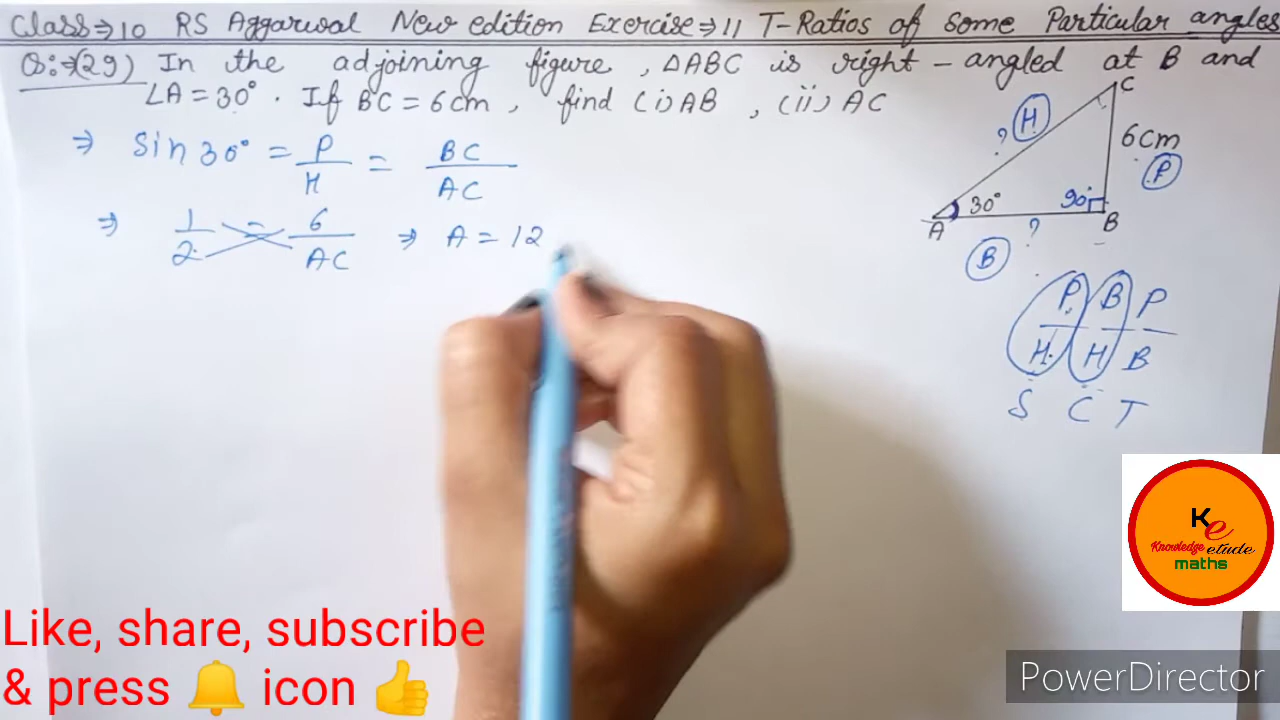 Class⇒10 RS Aggarwal New edition Exercise⇒11 T-Ratios of Some Particular angles
Q:→(29) In the adjoining figure, ΔABC is right-angled at B and
∠A = 30°. If BC = 6cm, find (i) AB, (ii) AC
⇒ Sin 30° = P/H = BC/AC
⇒ 1/2 = 6/AC ⇒ A = 12
C
H
?
6cm
P
30°
90°
A
?
B
B
P B P
H H B
S C T
Ke
Knowledge etude
maths
Like, share, subscribe
& press 🔔 icon 👍
PowerDirector